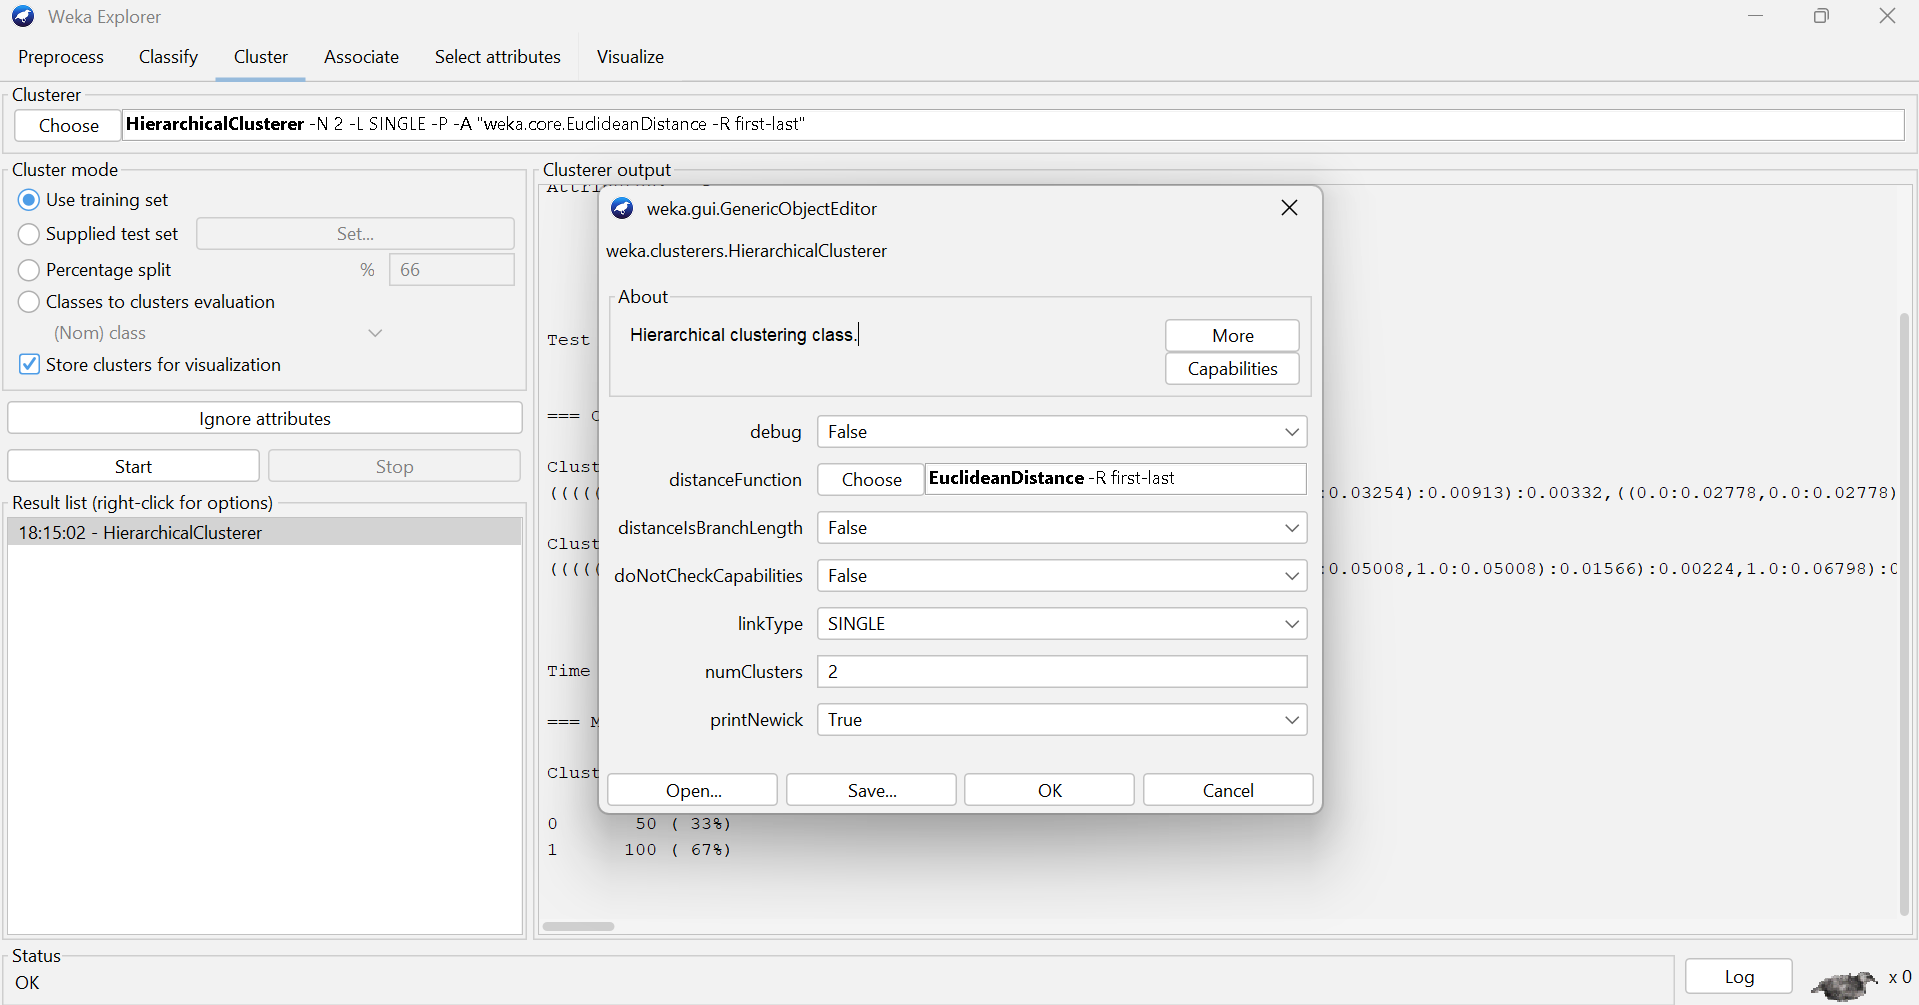 Weka Explorer
Preprocess Classify Cluster Associate Select attributes Visualize
Clusterer
Choose HierarchicalClusterer -N 2 -L SINGLE -P -A "weka.core.EuclideanDistance -R first-last"
Cluster mode
Use training set
Supplied test set Set...
Percentage split % 66
Classes to clusters evaluation
(Nom) class
Store clusters for visualization
Ignore attributes
Start Stop
Result list (right-click for options)
18:15:02 - HierarchicalClusterer
Clusterer output
Test
=== C
Clust
((((( :0.03254):0.00913):0.00332,((0.0:0.02778,0.0:0.02778)
Clust
((((( :0.05008,1.0:0.05008):0.01566):0.00224,1.0:0.06798):0
Time
=== M
Clust
0 50 ( 33%)
1 100 ( 67%)
weka.gui.GenericObjectEditor
weka.clusterers.HierarchicalClusterer
About
Hierarchical clustering class.
More
Capabilities
debug False
distanceFunction Choose EuclideanDistance -R first-last
distanceIsBranchLength False
doNotCheckCapabilities False
linkType SINGLE
numClusters 2
printNewick True
Open... Save... OK Cancel
Status
OK
Log x 0